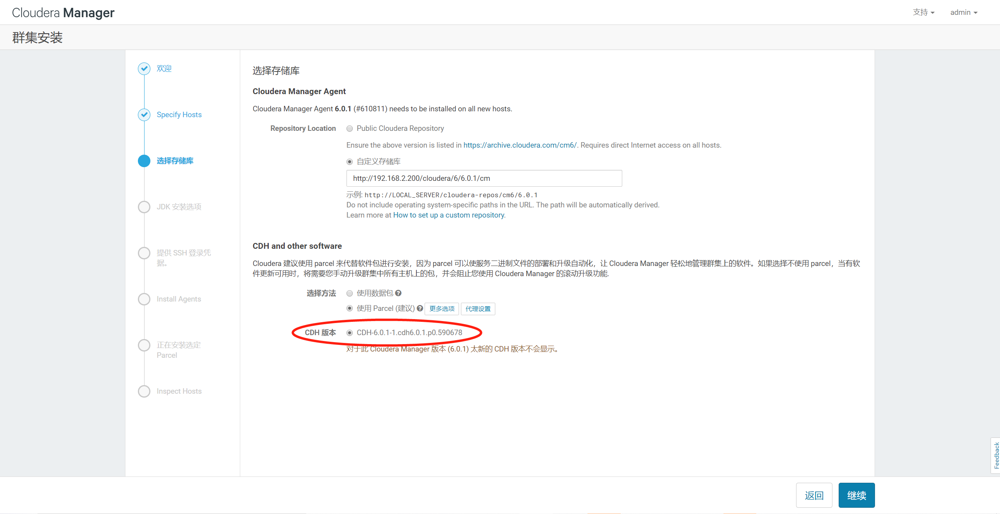 Cloudera Manager
支持
admin
群集安装
欢迎
Specify Hosts
选择存储库
JDK 安装选项
提供 SSH 登录凭
据。
Install Agents
正在安装选定
Parcel
Inspect Hosts
选择存储库
Cloudera Manager Agent
Cloudera Manager Agent 6.0.1 (#610811) needs to be installed on all new hosts.
Repository Location
Public Cloudera Repository
Ensure the above version is listed in https://archive.cloudera.com/cm6/. Requires direct Internet access on all hosts.
自定义存储库
http://192.168.2.200/cloudera/6/6.0.1/cm
示例: http://LOCAL_SERVER/cloudera-repos/cm6/6.0.1
Do not include operating system-specific paths in the URL. The path will be automatically derived.
Learn more at How to set up a custom repository.
CDH and other software
Cloudera 建议使用 parcel 来代替软件包进行安装，因为 parcel 可以使服务二进制文件的部署和升级自动化，让 Cloudera Manager 轻松地管理群集上的软件。如果选择不使用 parcel，当有软
件更新可用时，将需要您手动升级群集中所有主机上的包，并会阻止您使用 Cloudera Manager 的滚动升级功能.
选择方法
使用数据包
使用 Parcel (建议)
更多选项
代理设置
CDH 版本
CDH-6.0.1-1.cdh6.0.1.p0.590678
对于此 Cloudera Manager 版本 (6.0.1) 太新的 CDH 版本不会显示。
Feedback
返回
继续